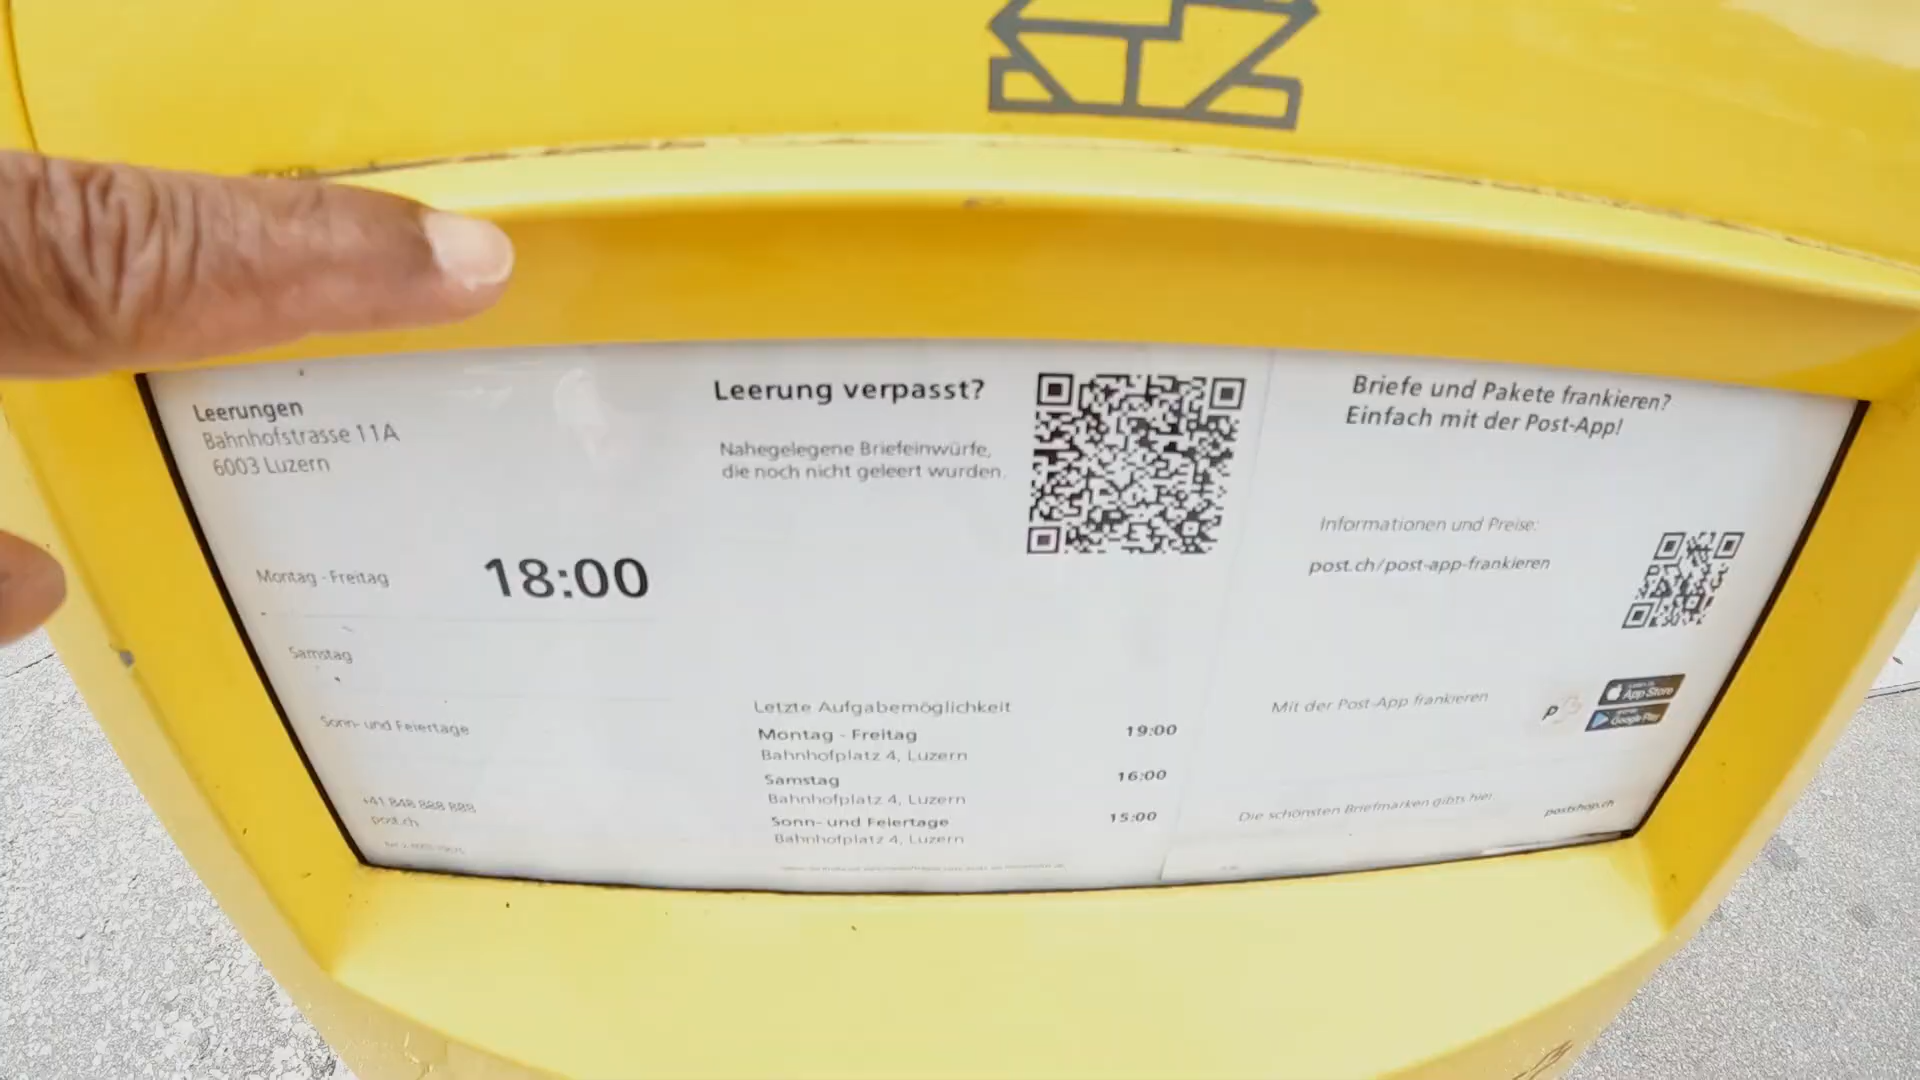 Leerungen
Bahnhofstrasse 11A
6003 Luzern
Montag - Freitag
18:00
Samstag
Sonn- und Feiertage
+41 848 888 888
post.ch
Leerung verpasst?
Nahegelegene Briefeinwürfe,
die noch nicht geleert wurden.
Letzte Aufgabemöglichkeit
Montag - Freitag 19:00
Bahnhofplatz 4, Luzern
Samstag 16:00
Bahnhofplatz 4, Luzern
Sonn- und Feiertage 15:00
Bahnhofplatz 4, Luzern
Briefe und Pakete frankieren?
Einfach mit der Post-App!
Informationen und Preise:
post.ch/post-app-frankieren
Mit der Post-App frankieren
App Store
Google Play
Die schönsten Briefmarken gibts hier
postshop.ch